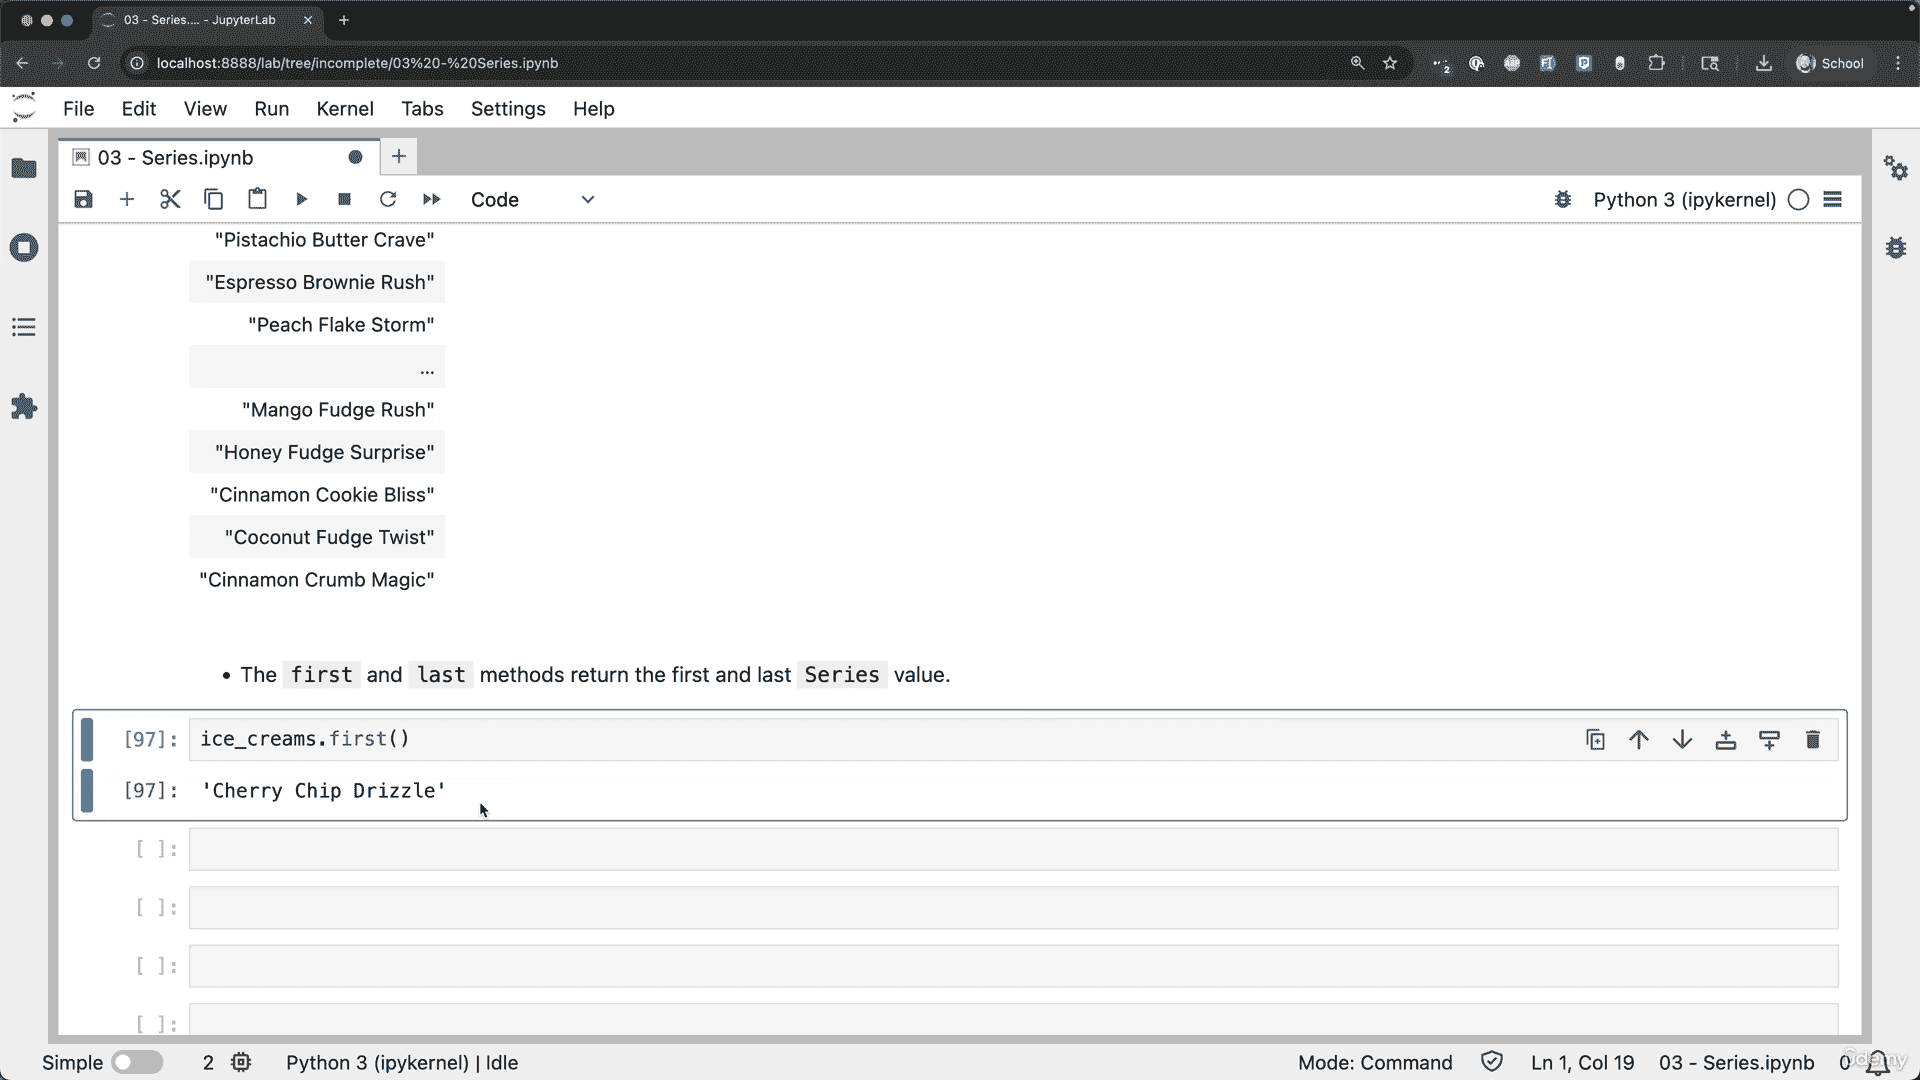 03 - Series.... - JupyterLab
localhost:8888/lab/tree/incomplete/03%20-%20Series.ipynb
2
ABP
School
File Edit View Run Kernel Tabs Settings Help
03 - Series.ipynb
Code
Python 3 (ipykernel)
"Pistachio Butter Crave"
"Espresso Brownie Rush"
"Peach Flake Storm"
...
"Mango Fudge Rush"
"Honey Fudge Surprise"
"Cinnamon Cookie Bliss"
"Coconut Fudge Twist"
"Cinnamon Crumb Magic"
• The first and last methods return the first and last Series value.
[97]: ice_creams.first()
[97]: 'Cherry Chip Drizzle'
[ ]:
[ ]:
[ ]:
[ ]:
Simple 2 Python 3 (ipykernel) | Idle Mode: Command Ln 1, Col 19 03 - Series.ipynb 0
Udemy